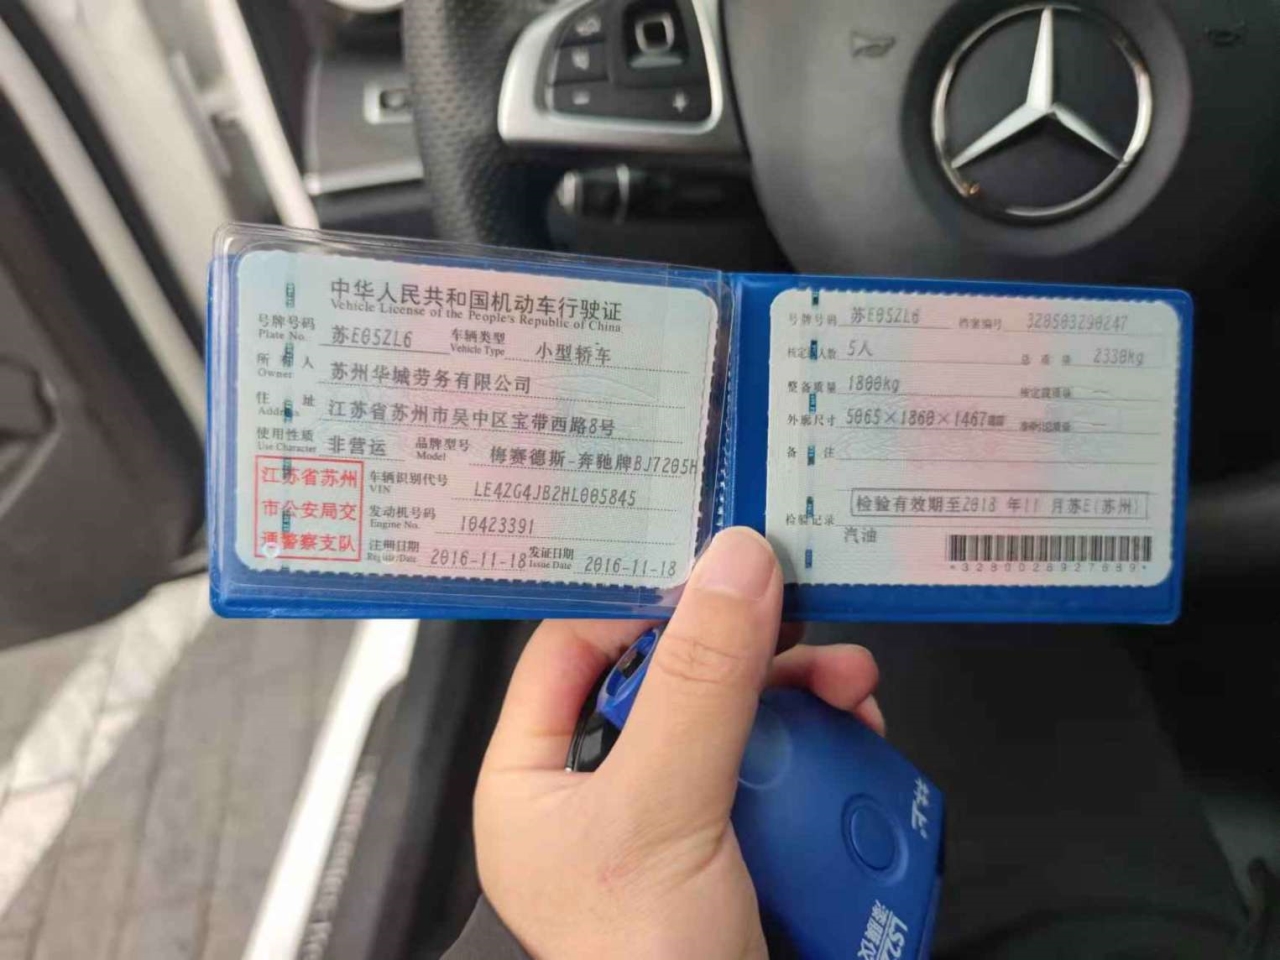 中华人民共和国机动车行驶证
Vehicle License of the People's Republic of China
号牌号码 苏E05ZL6 车辆类型 小型轿车
Plate No. Vehicle Type
所有人 苏州华城劳务有限公司
Owner
住址 江苏省苏州市吴中区宝带西路8号
Address
使用性质 非营运 品牌型号 梅赛德斯-奔驰牌BJ7205H
Use Character Model
江苏省苏州
市公安局交
通警察支队
车辆识别代号 LE4ZG4JB2HL005845
VIN
发动机号码 10423391
Engine No.
注册日期 2016-11-18 发证日期 2016-11-18
Register Date Issue Date
号牌号码 苏E05ZL6 档案编号 320503290247
核定载人数 5人 总质量 2330kg
整备质量 1800kg 核定载质量 --
外廓尺寸 5065×1860×1467mm
备注
检验有效期至2018 年11 月苏E(苏州)
检验记录
汽油
*3280028927689*
林上